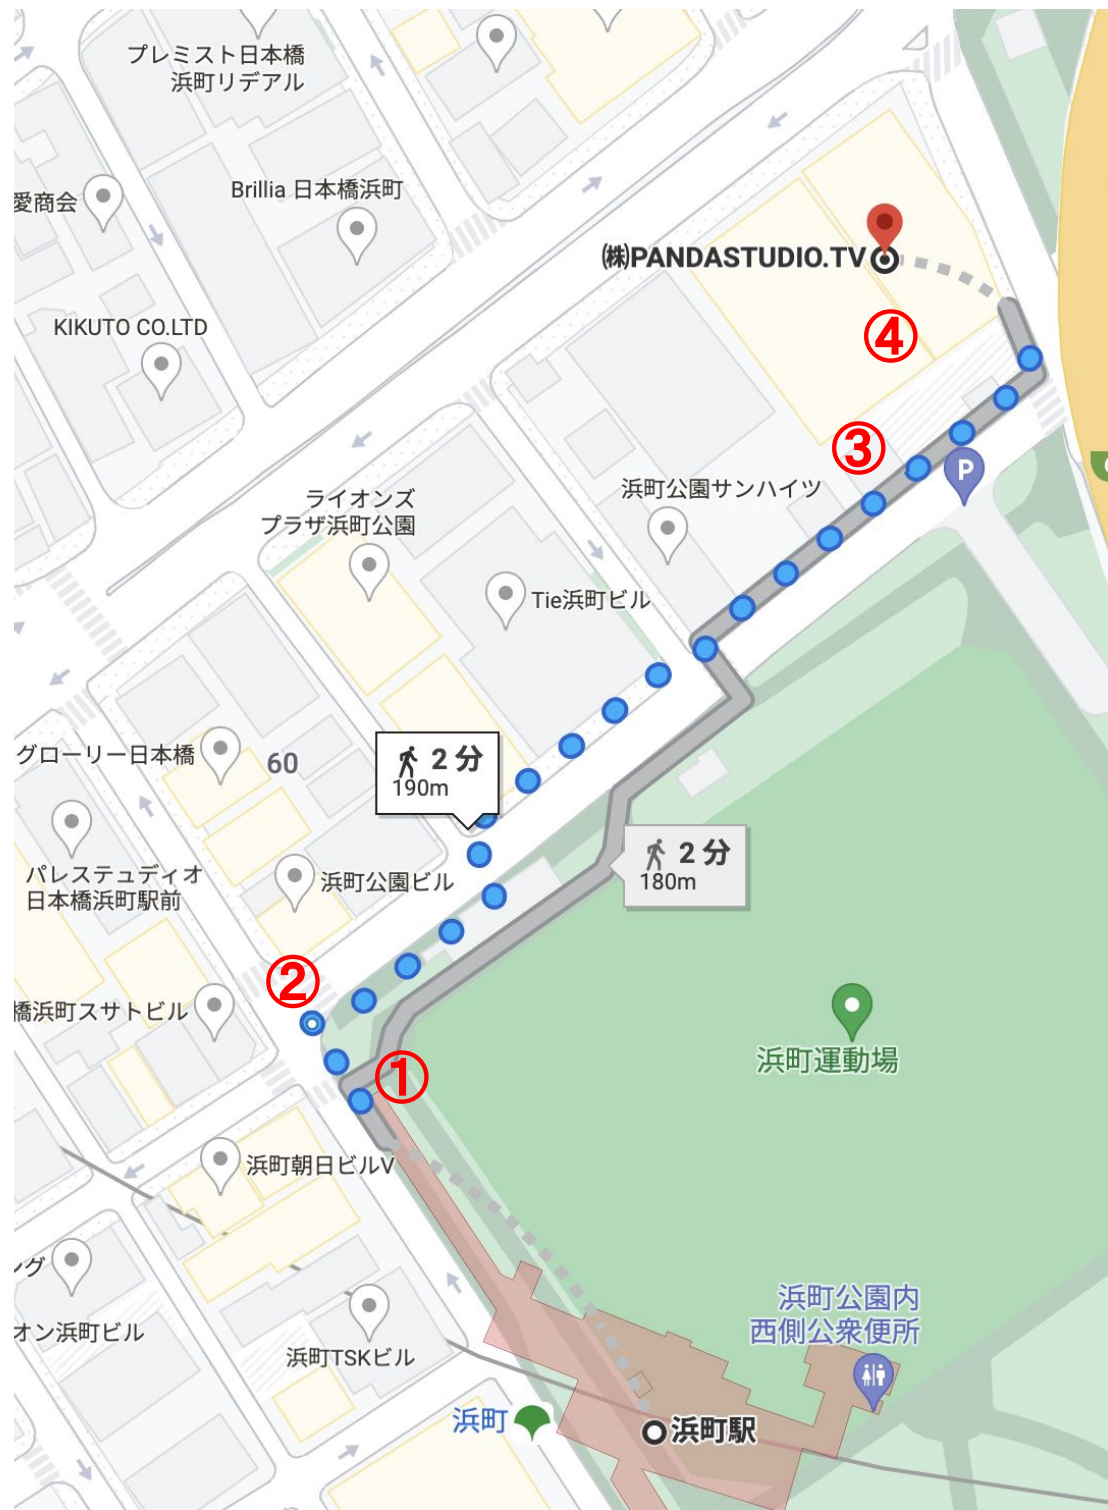 プレミスト日本橋
浜町リデアル
愛商会
Brillia 日本橋浜町
㈱PANDASTUDIO.TV
KIKUTO CO.LTD
④
③
ライオンズ
プラザ浜町公園
浜町公園サンハイツ
P
Tie浜町ビル
グローリー日本橋
60
2 分
190m
パレステュディオ
日本橋浜町駅前
浜町公園ビル
2 分
180m
②
橋浜町スサトビル
①
浜町運動場
浜町朝日ビルV
ング
オン浜町ビル
浜町TSKビル
浜町公園内
西側公衆便所
浜町
浜町駅